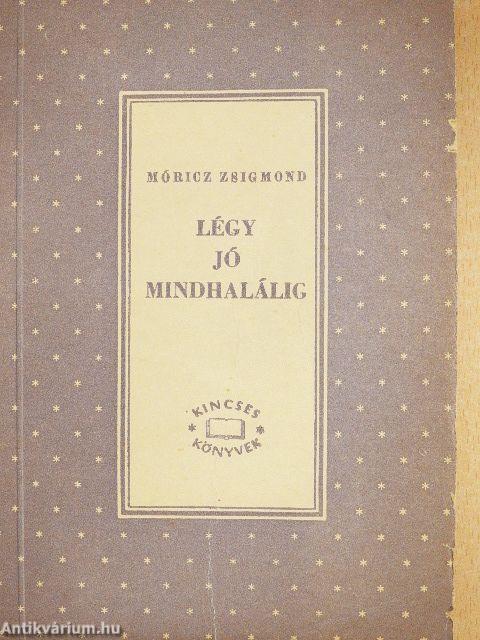 MÓRICZ ZSIGMOND
LÉGY
JÓ
MINDHALÁLIG
KINCSES
KÖNYVEK
Antikvárium.hu